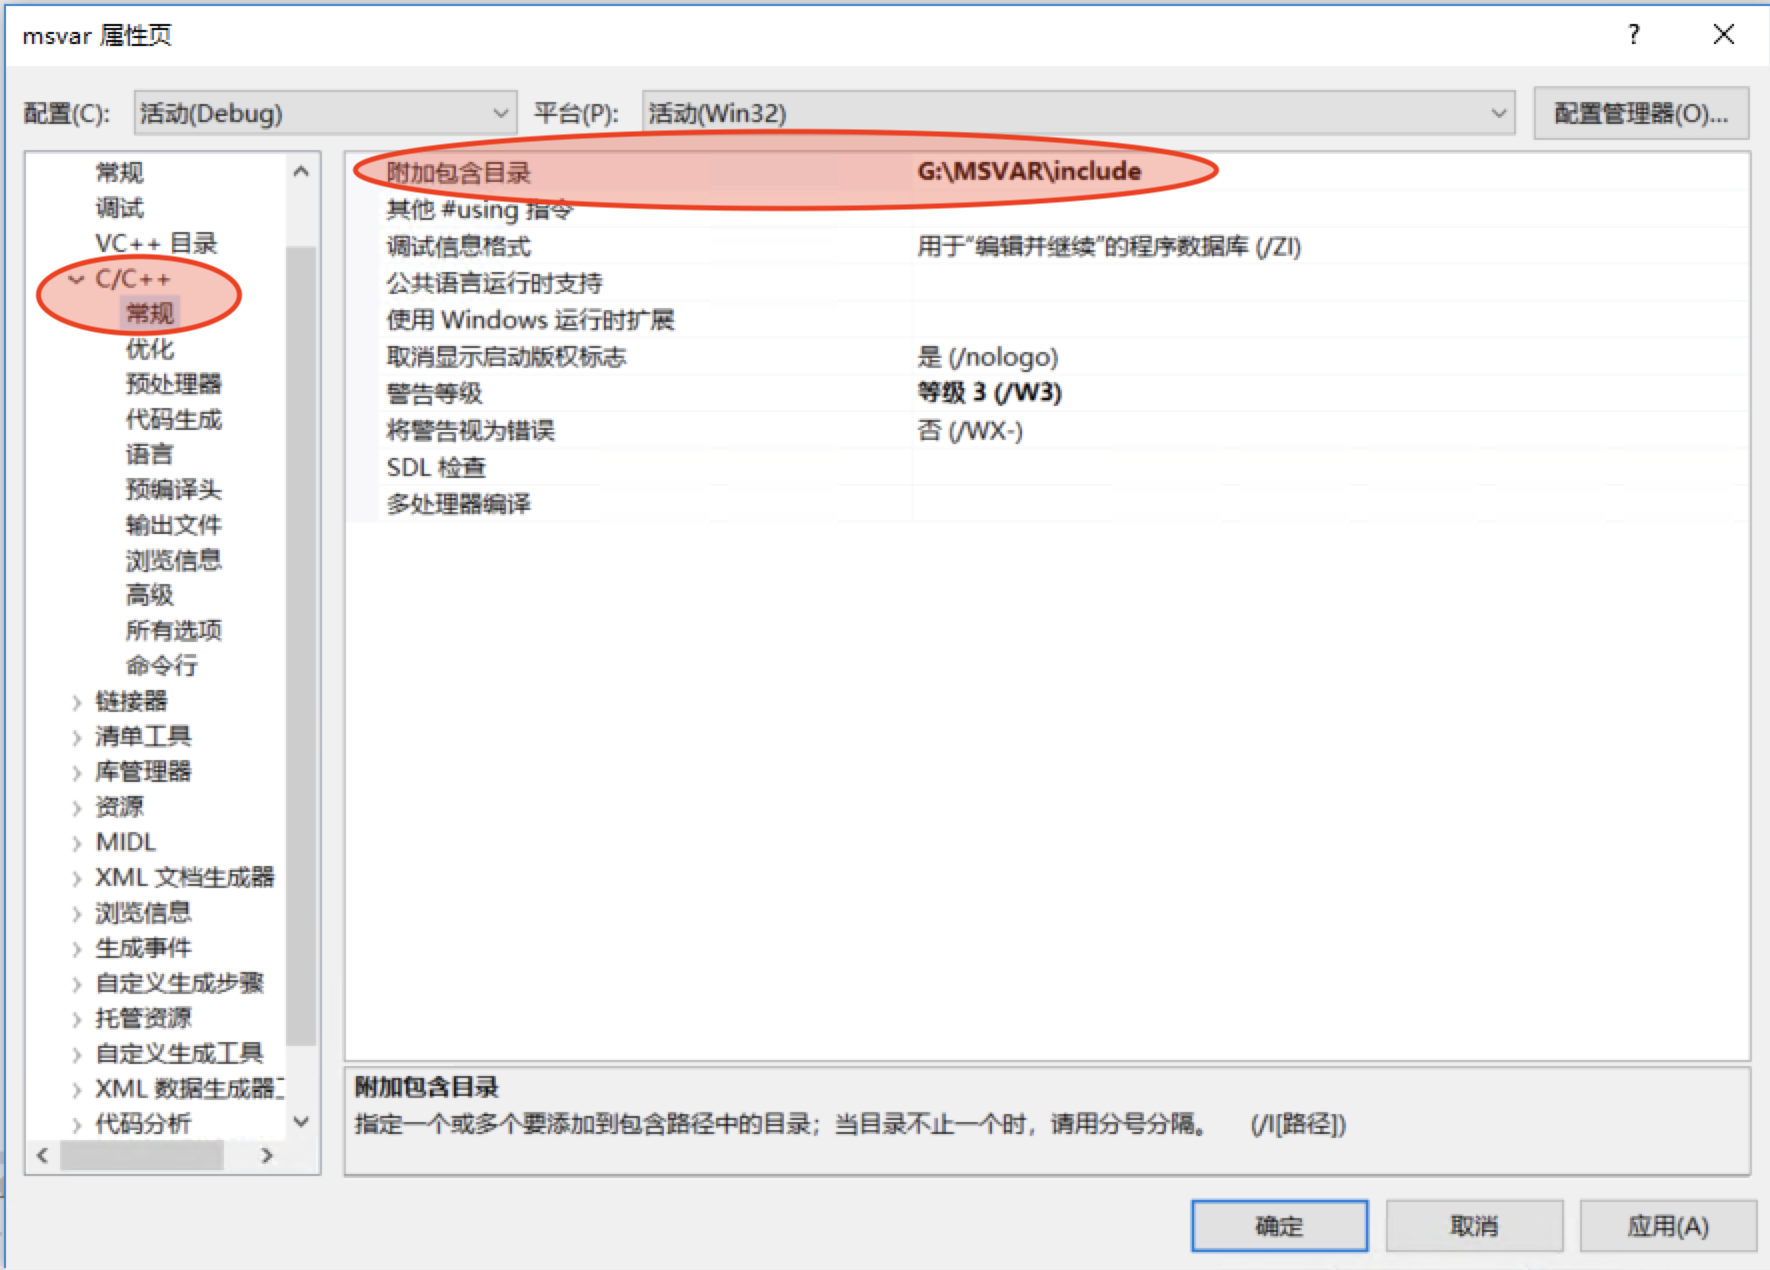 msvar 属性页
?
配置(C): 活动(Debug) 平台(P): 活动(Win32) 配置管理器(O)...
常规
调试
VC++ 目录
C/C++
常规
优化
预处理器
代码生成
语言
预编译头
输出文件
浏览信息
高级
所有选项
命令行
链接器
清单工具
库管理器
资源
MIDL
XML 文档生成器
浏览信息
生成事件
自定义生成步骤
托管资源
自定义生成工具
XML 数据生成器
代码分析
附加包含目录 G:\MSVAR\include
其他 #using 指令
调试信息格式 用于“编辑并继续”的程序数据库 (/ZI)
公共语言运行时支持
使用 Windows 运行时扩展
取消显示启动版权标志 是 (/nologo)
警告等级 等级 3 (/W3)
将警告视为错误 否 (/WX-)
SDL 检查
多处理器编译
附加包含目录
指定一个或多个要添加到包含路径中的目录；当目录不止一个时，请用分号分隔。 (/I[路径])
确定 取消 应用(A)